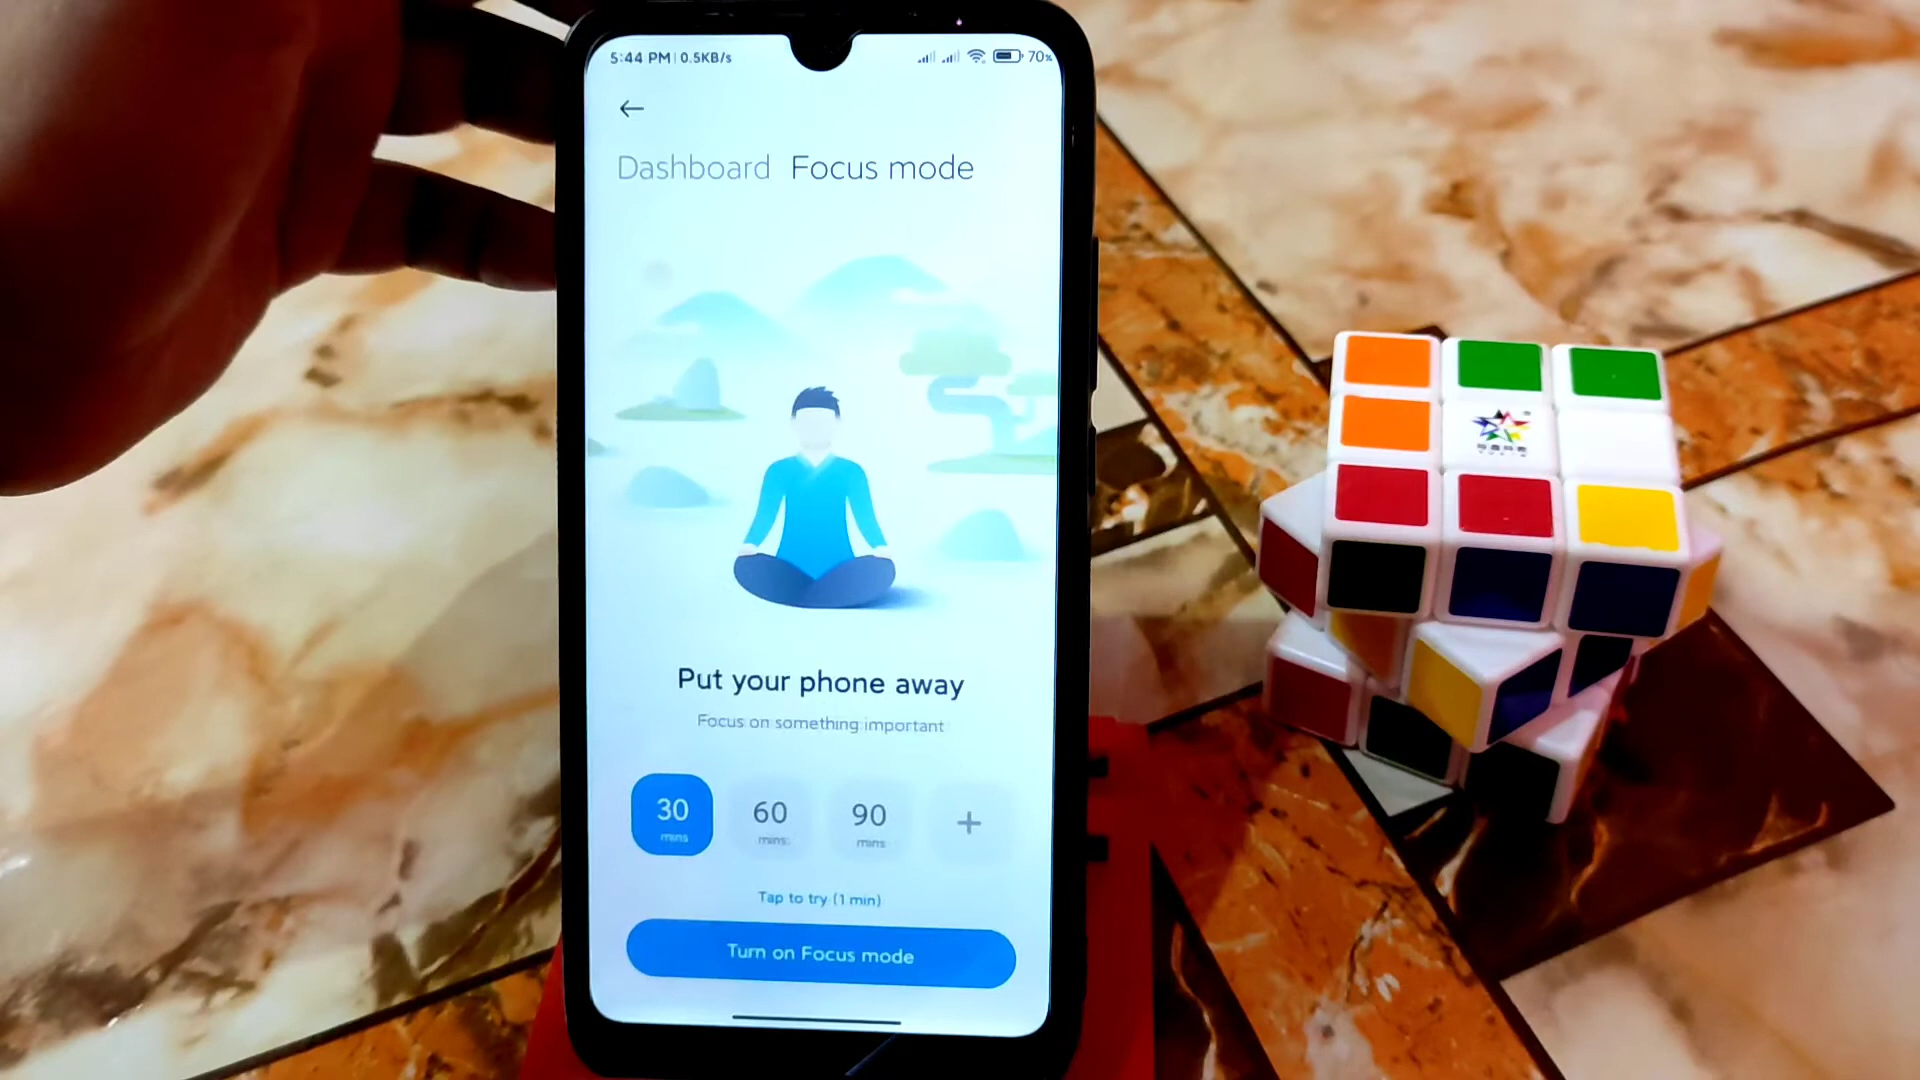 5:44 PM | 0.5KB/s 70%
Dashboard Focus mode
Put your phone away
Focus on something important
30 60 90 +
mins mins mins
Tap to try (1 min)
Turn on Focus mode